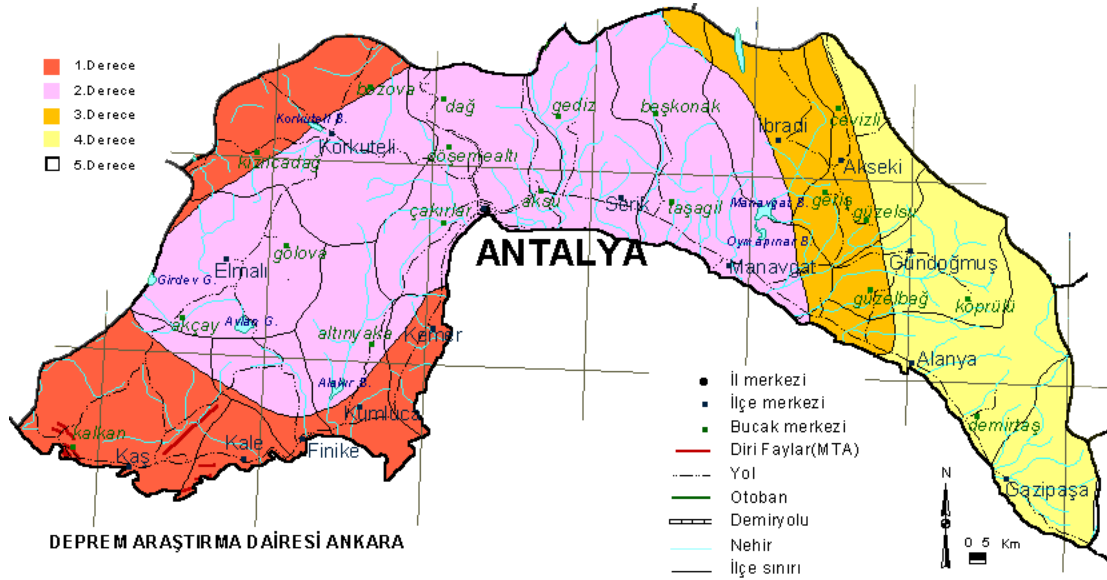 1.Derece
2.Derece
3.Derece
4.Derece
5.Derece
bozova
dağ
gediz
beşkonak
cevizli
Korkuteli B.
Korkuteli
İbradi
kızılcadağ
döşemealtı
Akseki
çakırlar
aksu
Serik
taşagil
Manavgat B.
geriş
güzelsu
ANTALYA
Oymapınar B.
gölova
Elmalı
Manavgat
Gündoğmuş
Girdev G.
güzelbağ
köprülü
akçay
Avlan G.
altınyaka
Kemer
Alanya
Alakır B.
Kumluca
kalkan
Kale
Kaş
Finike
demirtaş
Gazipaşa
İl merkezi
İlçe merkezi
Bucak merkezi
Diri Faylar(MTA)
Yol
Otoban
Demiryolu
Nehir
İlçe sınırı
N
0 5 Km
DEPREM ARAŞTIRMA DAİRESİ ANKARA